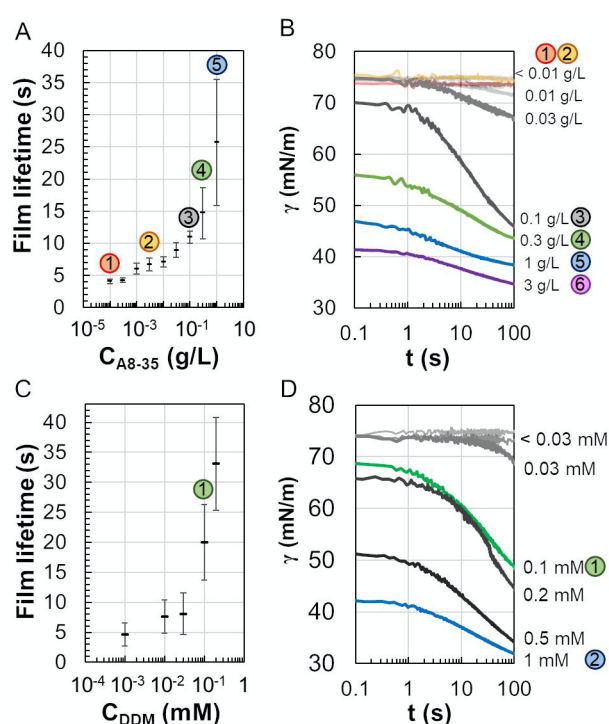 A
Film lifetime (s)
40
35
30
25
20
15
10
5
0
1
2
3
4
5
10⁻⁵ 10⁻³ 10⁻¹ 10¹
C_A8-35 (g/L)
B
γ (mN/m)
80
70
60
50
40
30
0.1 1 10 100
t (s)
1 2
< 0.01 g/L
0.01 g/L
0.03 g/L
0.1 g/L 3
0.3 g/L 4
1 g/L 5
3 g/L 6
C
Film lifetime (s)
40
35
30
25
20
15
10
5
0
1
10⁻⁴ 10⁻³ 10⁻² 10⁻¹ 1
C_DDM (mM)
D
γ (mN/m)
80
70
60
50
40
30
0.1 1 10 100
t (s)
< 0.03 mM
0.03 mM
0.1 mM 1
0.2 mM
0.5 mM
1 mM 2